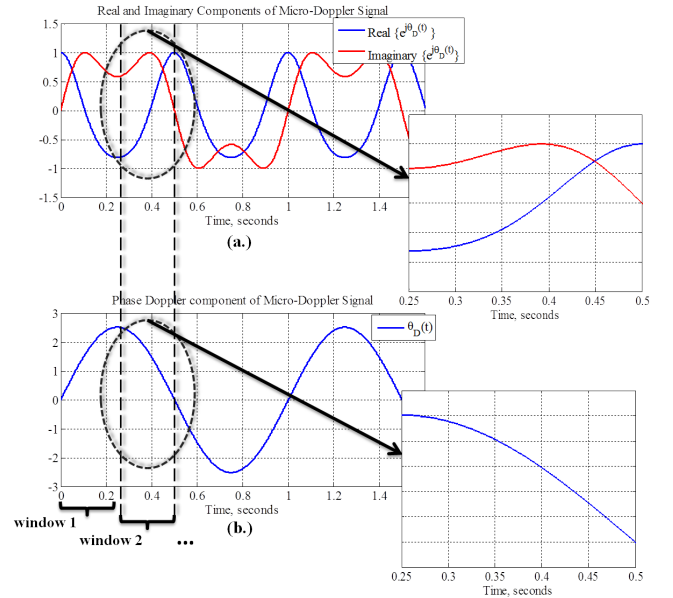 Real and Imaginary Components of Micro-Doppler Signal
1.5
1
0.5
0
-0.5
-1
-1.5
0 0.2 0.4 0.6 0.8 1 1.2 1.4
Time, seconds
(a.)
Real {e^jθ_D(t) }
Imaginary {e^jθ_D(t)}
0.25 0.3 0.35 0.4 0.45 0.5
Time, seconds
Phase Doppler component of Micro-Doppler Signal
3
2
1
0
-1
-2
-3
0 0.2 0.4 0.6 0.8 1 1.2 1.4
Time, seconds
(b.)
θ_D(t)
window 1
window 2 ...
0.25 0.3 0.35 0.4 0.45 0.5
Time, seconds